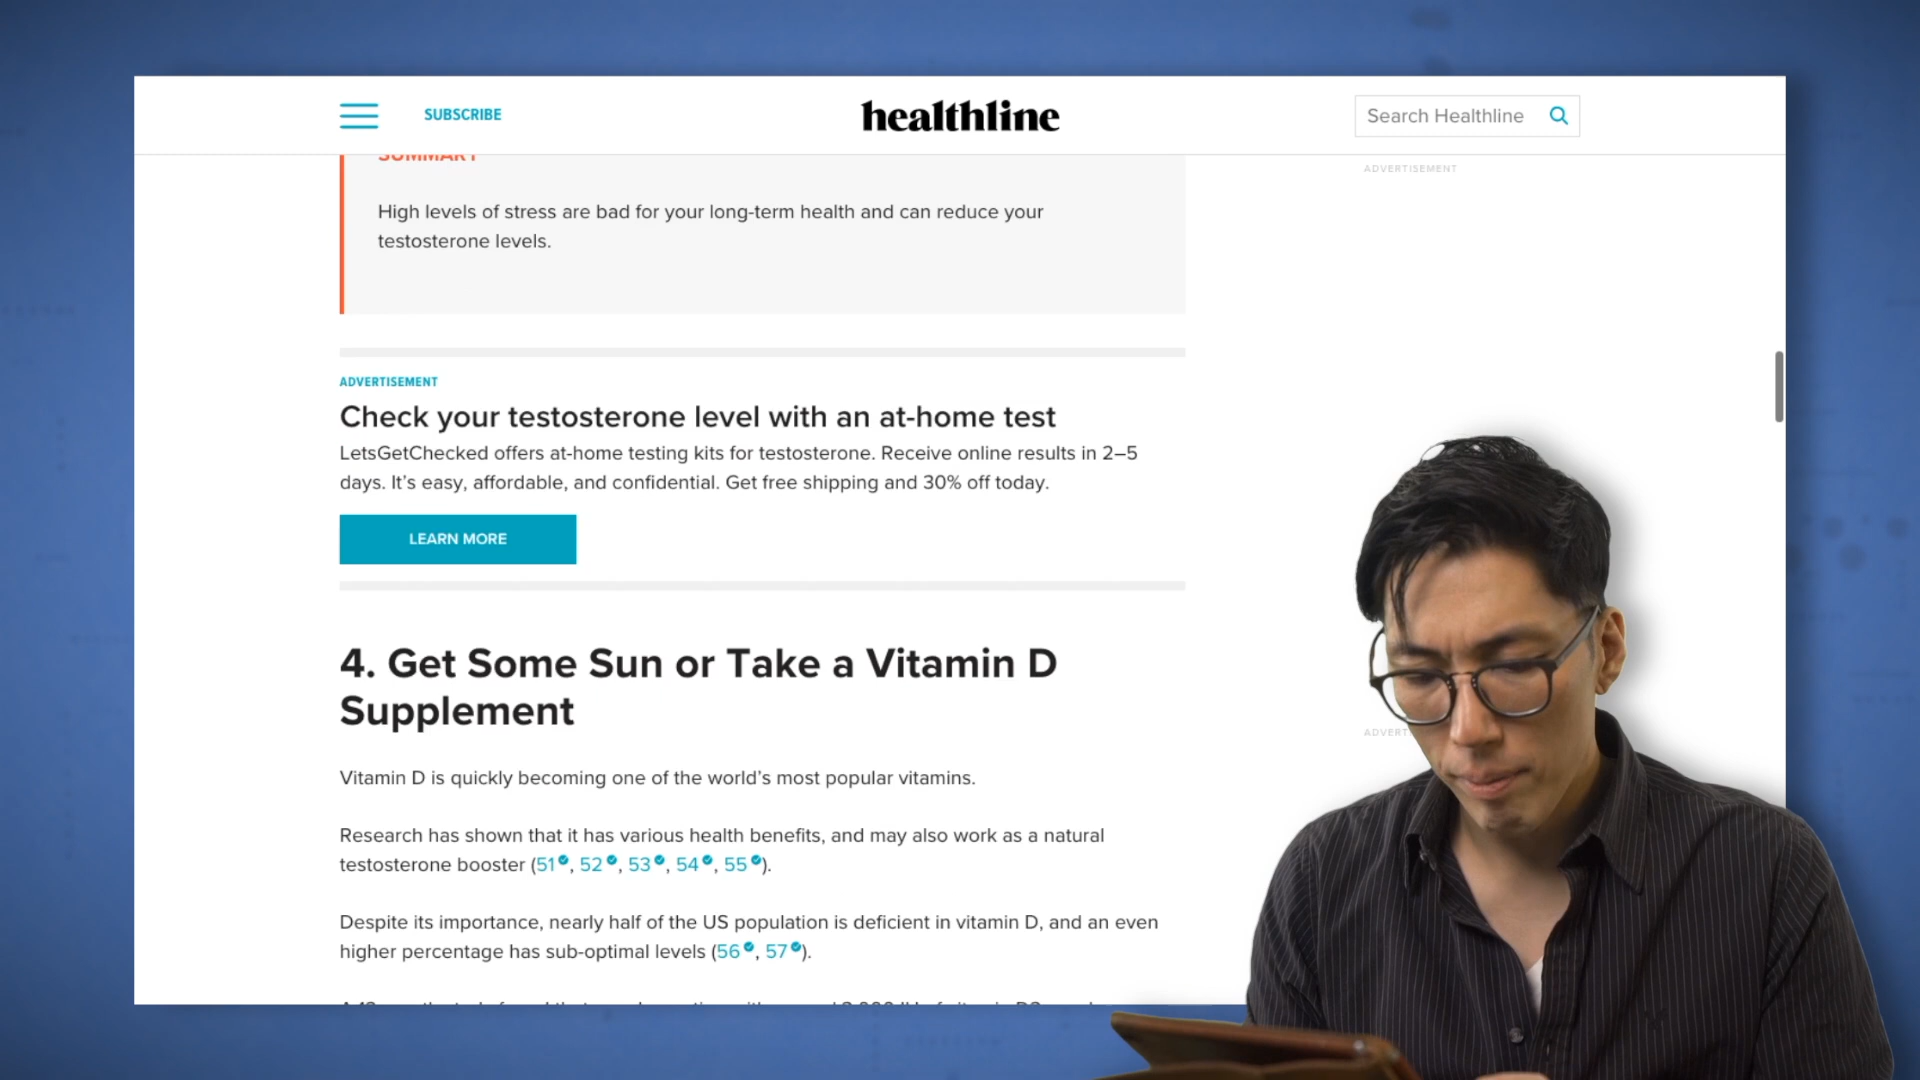 SUBSCRIBE
healthline
Search Healthline
SUMMARY
ADVERTISEMENT
High levels of stress are bad for your long-term health and can reduce your
testosterone levels.
ADVERTISEMENT
Check your testosterone level with an at-home test
LetsGetChecked offers at-home testing kits for testosterone. Receive online results in 2–5
days. It’s easy, affordable, and confidential. Get free shipping and 30% off today.
LEARN MORE
4. Get Some Sun or Take a Vitamin D
Supplement
ADVERT
Vitamin D is quickly becoming one of the world’s most popular vitamins.
Research has shown that it has various health benefits, and may also work as a natural
testosterone booster (51, 52, 53, 54, 55).
Despite its importance, nearly half of the US population is deficient in vitamin D, and an even
higher percentage has sub-optimal levels (56, 57).